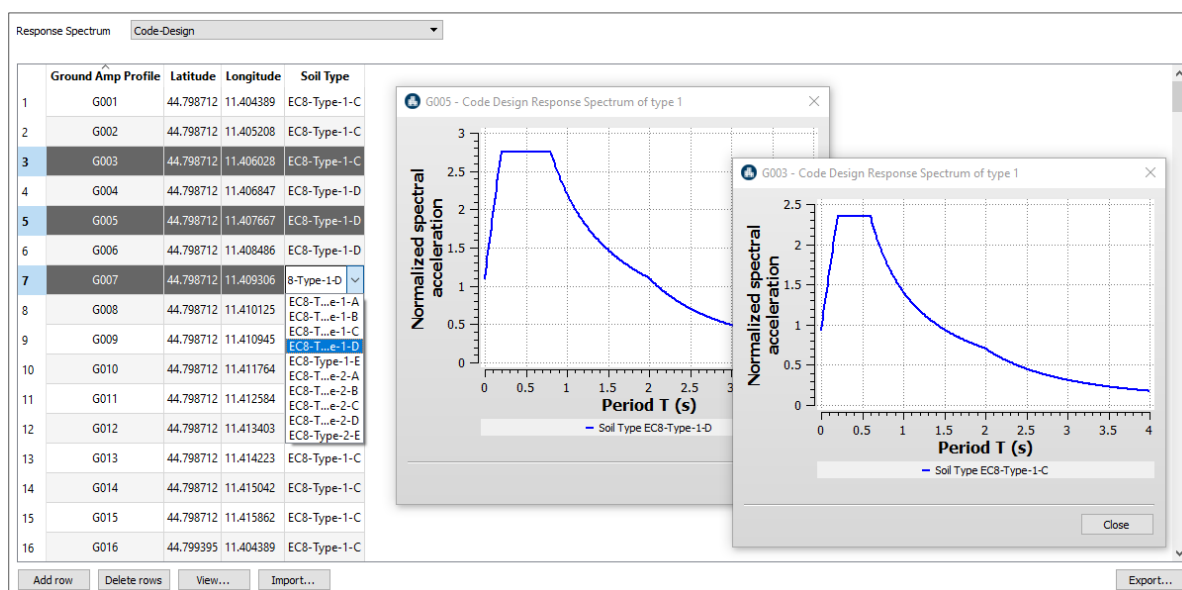 Response Spectrum Code-Design
Ground Amp Profile Latitude Longitude Soil Type
1 G001 44.798712 11.404389 EC8-Type-1-C
2 G002 44.798712 11.405208 EC8-Type-1-C
3 G003 44.798712 11.406028 EC8-Type-1-C
4 G004 44.798712 11.406847 EC8-Type-1-D
5 G005 44.798712 11.407667 EC8-Type-1-D
6 G006 44.798712 11.408486 EC8-Type-1-D
7 G007 44.798712 11.409306 8-Type-1-D
8 G008 44.798712 11.410125
9 G009 44.798712 11.410945
10 G010 44.798712 11.411764
11 G011 44.798712 11.412584
12 G012 44.798712 11.413403
13 G013 44.798712 11.414223 EC8-Type-1-C
14 G014 44.798712 11.415042 EC8-Type-1-C
15 G015 44.798712 11.415862 EC8-Type-1-C
16 G016 44.799395 11.404389 EC8-Type-1-C
EC8-T...e-1-A
EC8-T...e-1-B
EC8-T...e-1-C
EC8-T...e-1-D
EC8-Type-1-E
EC8-T...e-2-A
EC8-T...e-2-B
EC8-T...e-2-C
EC8-T...e-2-D
EC8-Type-2-E
G005 - Code Design Response Spectrum of type 1
Normalized spectral
acceleration
3
2.5
2
1.5
1
0.5
0
0 0.5 1 1.5 2 2.5 3
Period T (s)
Soil Type EC8-Type-1-D
G003 - Code Design Response Spectrum of type 1
Normalized spectral
acceleration
2.5
2
1.5
1
0.5
0
0 0.5 1 1.5 2 2.5 3 3.5 4
Period T (s)
Soil Type EC8-Type-1-C
Close
Add row Delete rows View... Import... Export...